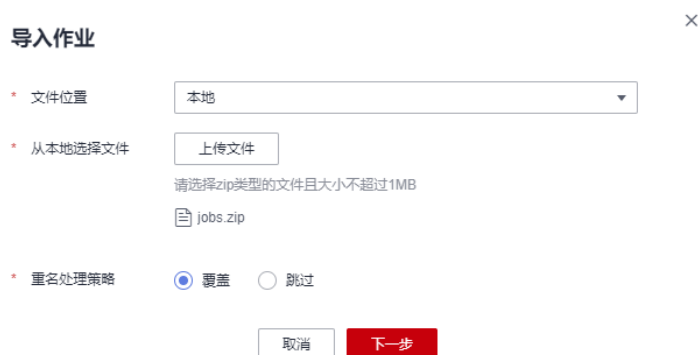 导入作业
* 文件位置 本地
* 从本地选择文件 上传文件
请选择zip类型的文件且大小不超过1MB
jobs.zip
* 重名处理策略 覆盖 跳过
取消 下一步